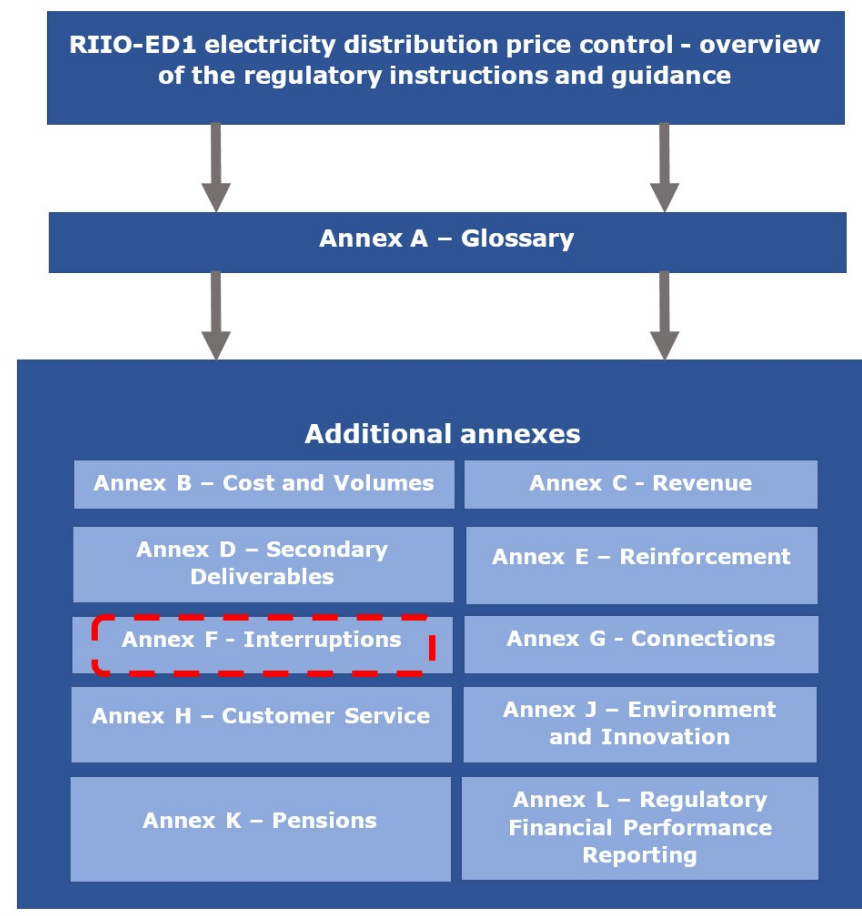 RIIO-ED1 electricity distribution price control - overview
of the regulatory instructions and guidance
Annex A – Glossary
Additional annexes
Annex B – Cost and Volumes
Annex C - Revenue
Annex D – Secondary
Deliverables
Annex E – Reinforcement
Annex F - Interruptions
Annex G - Connections
Annex H – Customer Service
Annex J – Environment
and Innovation
Annex K – Pensions
Annex L – Regulatory
Financial Performance
Reporting